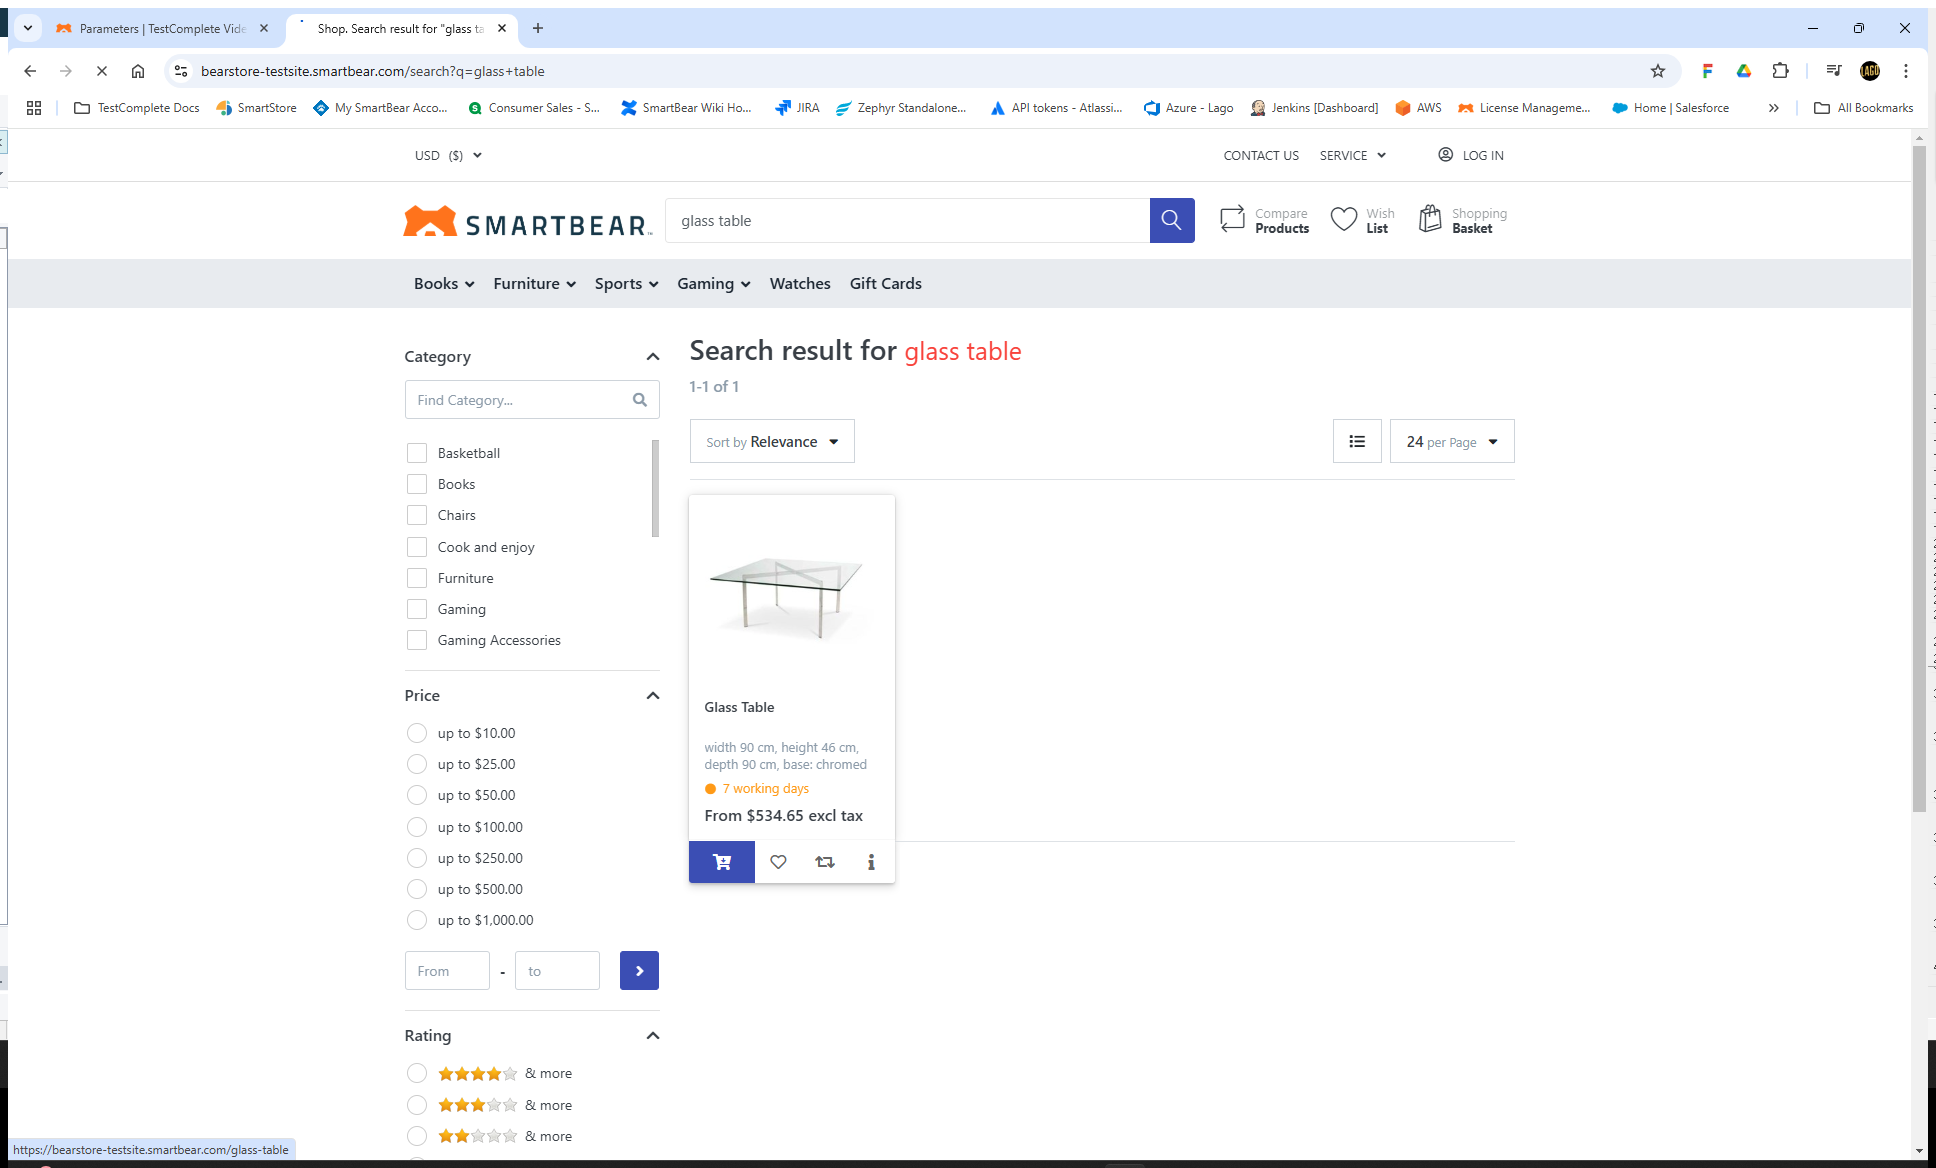 Parameters | TestComplete Vide
Shop. Search result for "glass ta
bearstore-testsite.smartbear.com/search?q=glass+table
TestComplete Docs
SmartStore
My SmartBear Acco...
Consumer Sales - S...
SmartBear Wiki Ho...
JIRA
Zephyr Standalone...
API tokens - Atlassi...
Azure - Lago
Jenkins [Dashboard]
AWS
License Manageme...
Home | Salesforce
All Bookmarks
USD ($)
CONTACT US
SERVICE
LOG IN
SMARTBEAR
glass table
Compare
Products
Wish
List
Shopping
Basket
Books
Furniture
Sports
Gaming
Watches
Gift Cards
Category
Find Category...
Basketball
Books
Chairs
Cook and enjoy
Furniture
Gaming
Gaming Accessories
Price
up to $10.00
up to $25.00
up to $50.00
up to $100.00
up to $250.00
up to $500.00
up to $1,000.00
From - to
Rating
& more
& more
& more
Search result for glass table
1-1 of 1
Sort by Relevance
24 per Page
Glass Table
width 90 cm, height 46 cm,
depth 90 cm, base: chromed
7 working days
From $534.65 excl tax
https://bearstore-testsite.smartbear.com/glass-table